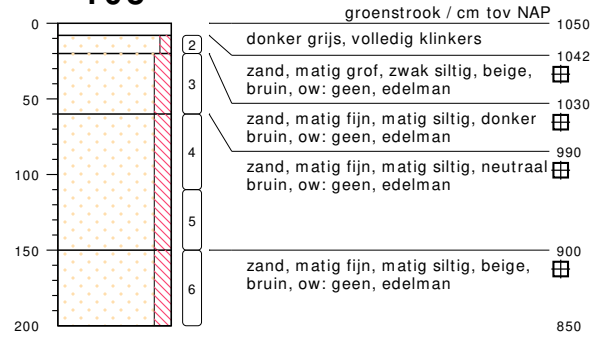 groenstrook / cm tov NAP
0
1050
donker grijs, volledig klinkers
1042
2
zand, matig grof, zwak siltig, beige,
bruin, ow: geen, edelman
3
50
1030
zand, matig fijn, matig siltig, donker
bruin, ow: geen, edelman
990
4
zand, matig fijn, matig siltig, neutraal
bruin, ow: geen, edelman
100
5
150
900
zand, matig fijn, matig siltig, beige,
bruin, ow: geen, edelman
6
200
850